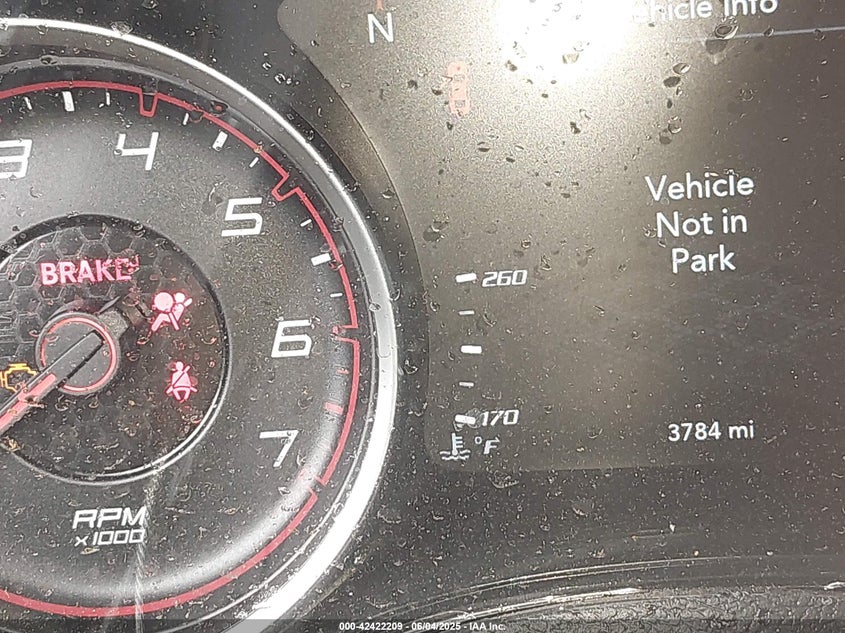 N
Vehicle Info
3
4
5
6
7
BRAKE
RPM
x1000
Vehicle
Not in
Park
260
170
°F
3784 mi
000-42422209 - 06/04/2025 - IAA Inc.